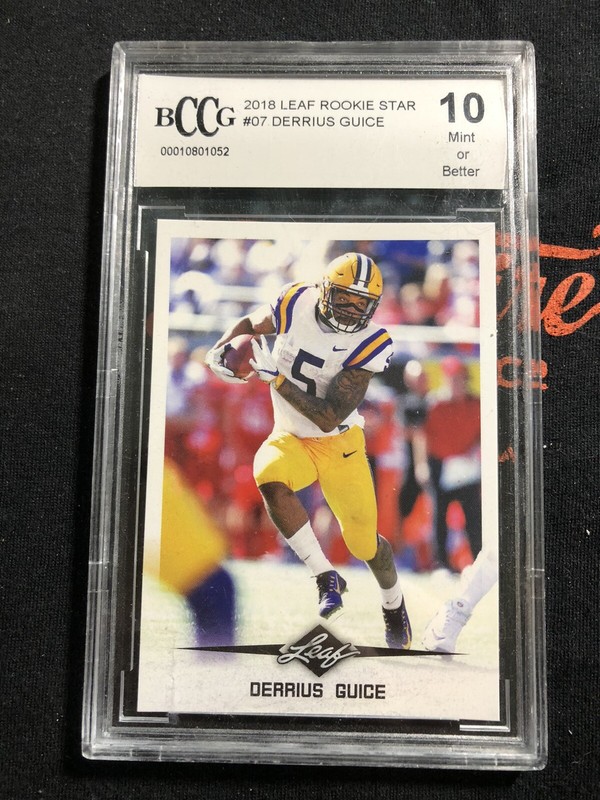 BCCG
2018 LEAF ROOKIE STAR
#07 DERRIUS GUICE
00010801052
10
Mint
or
Better
5
Leaf
DERRIUS GUICE